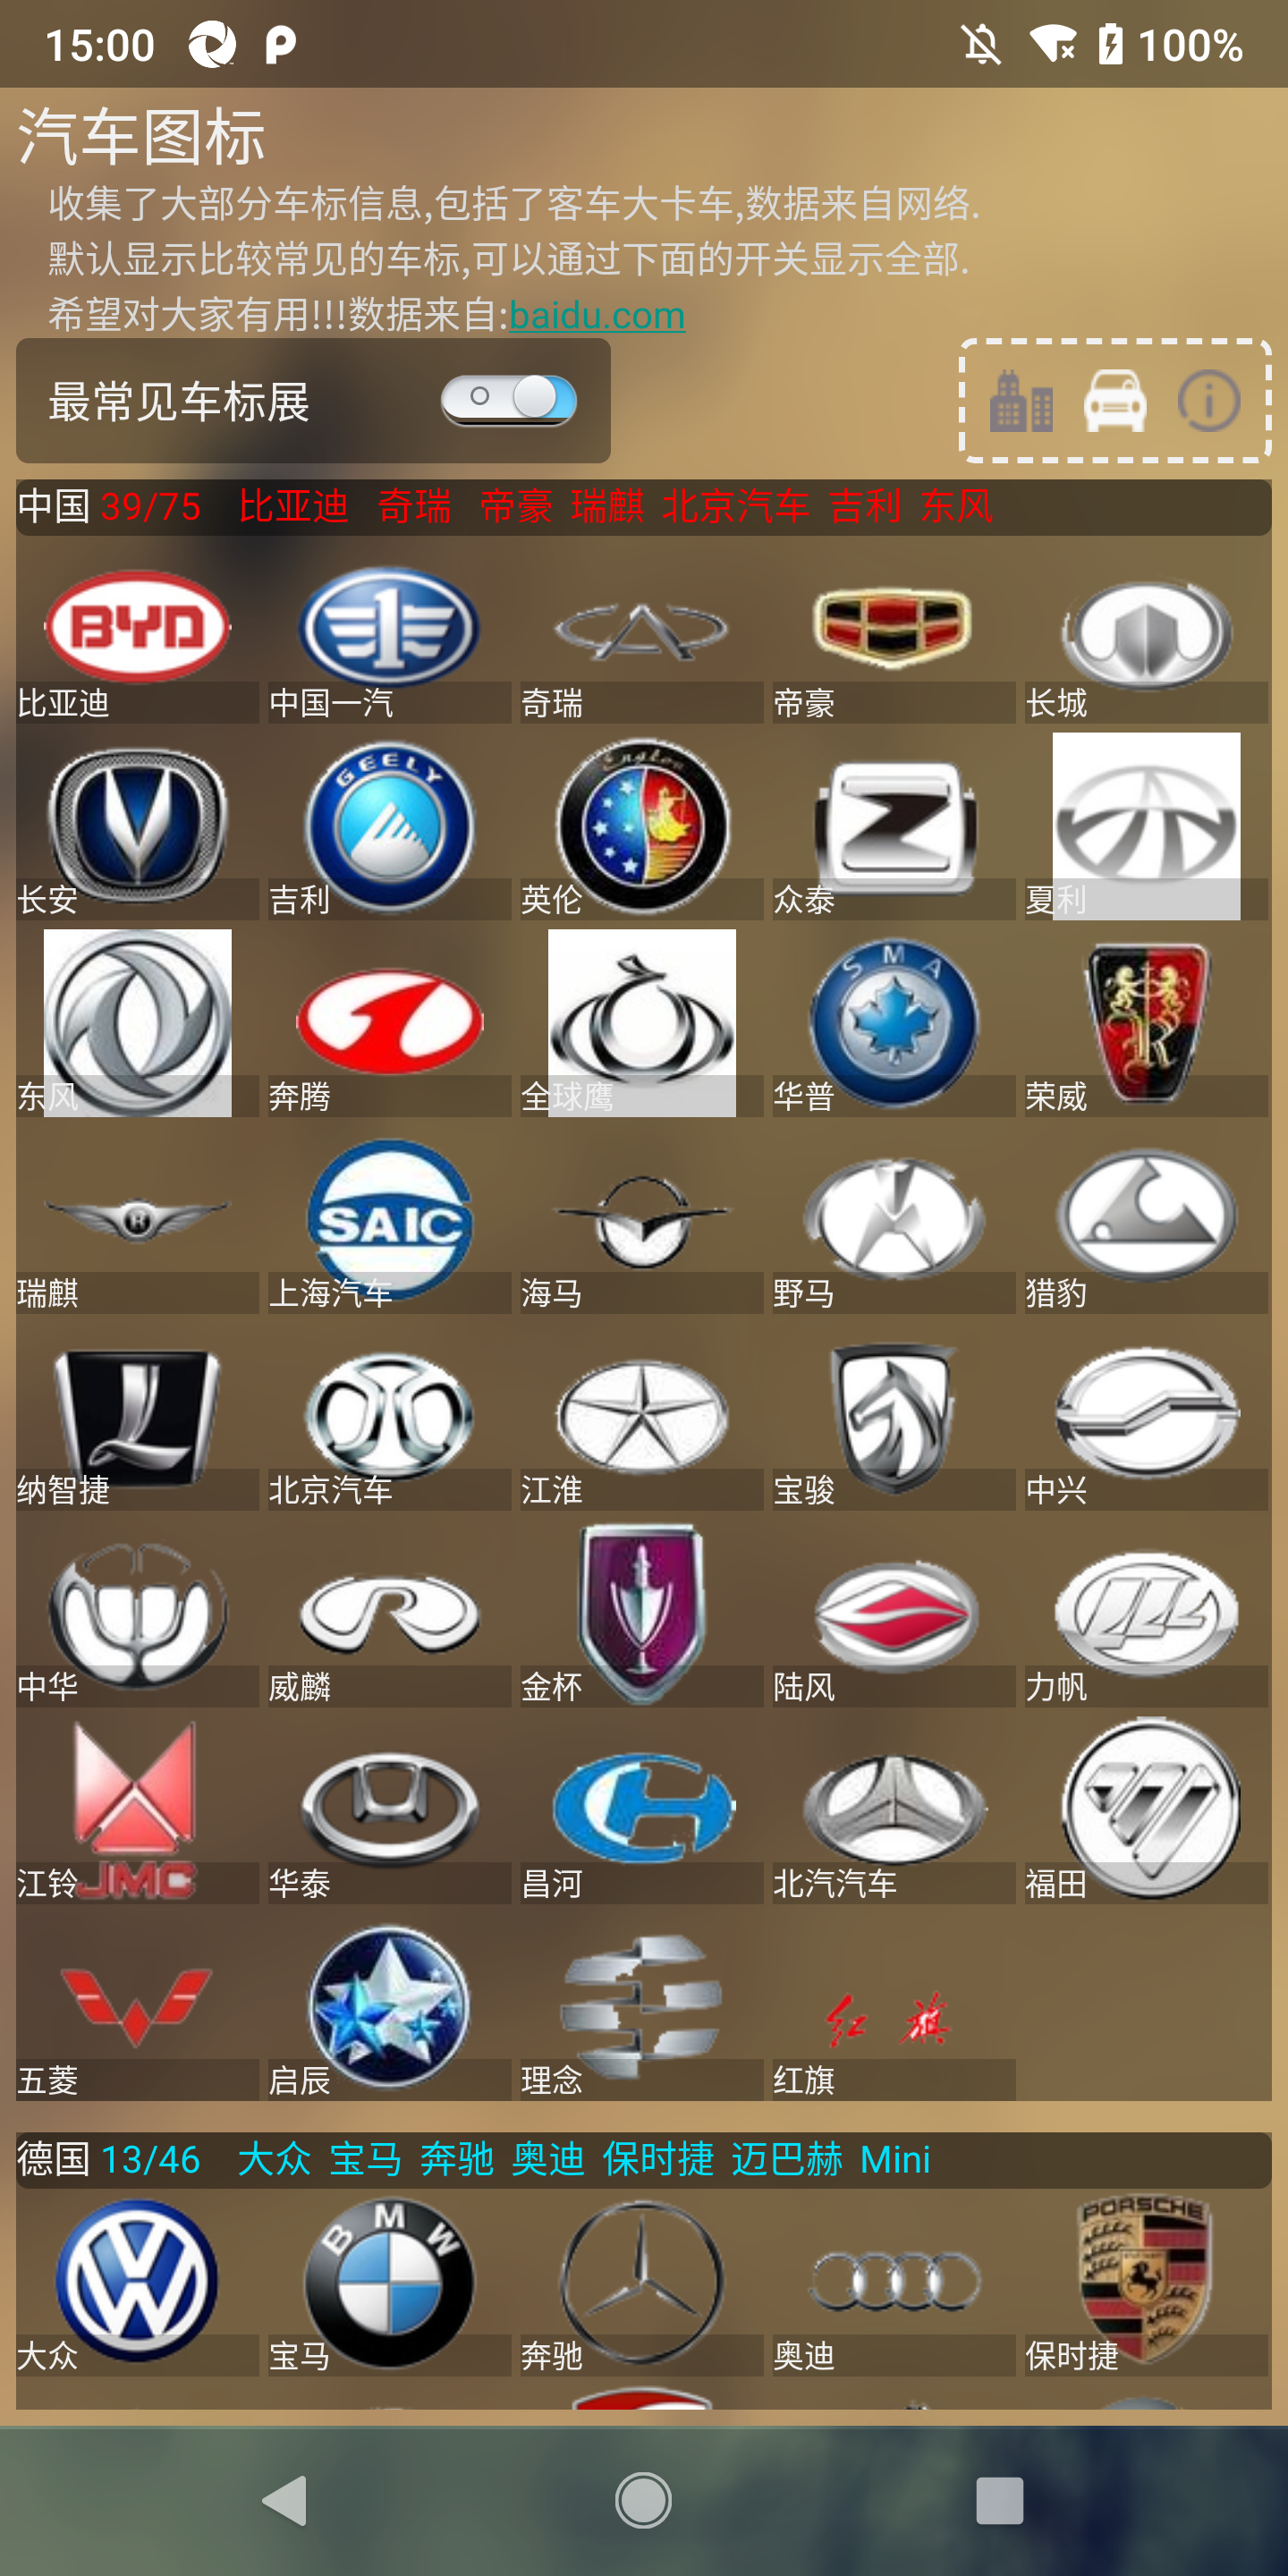 15:00 100%
汽车图标
收集了大部分车标信息,包括了客车大卡车,数据来自网络.
默认显示比较常见的车标,可以通过下面的开关显示全部.
希望对大家有用!!!数据来自:baidu.com
最常见车标展
中国 39/75 比亚迪 奇瑞 帝豪 瑞麒 北京汽车 吉利 东风
BYD
比亚迪 中国一汽 奇瑞 帝豪 长城
GEELY Englon
长安 吉利 英伦 众泰 夏利
SMA
东风 奔腾 全球鹰 华普 荣威
SAIC
瑞麒 上海汽车 海马 野马 猎豹
纳智捷 北京汽车 江淮 宝骏 中兴
中华 威麟 金杯 陆风 力帆
JMC
江铃 华泰 昌河 北汽汽车 福田
红旗
五菱 启辰 理念 红旗
德国 13/46 大众 宝马 奔驰 奥迪 保时捷 迈巴赫 Mini
BMW PORSCHE
大众 宝马 奔驰 奥迪 保时捷